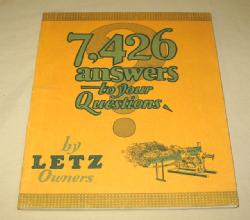 7,426
answers
to your
Questions
by
LETZ
Owners